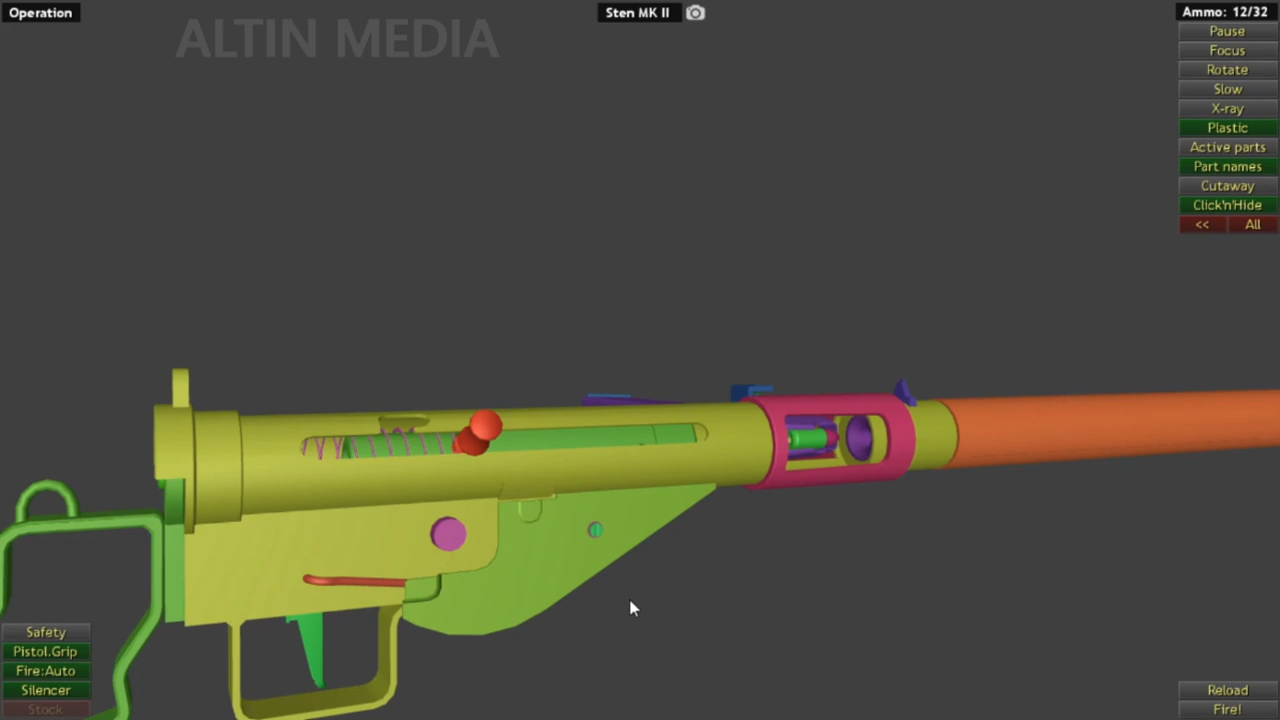 Operation
Sten MK II
Ammo: 12/32
ALTIN MEDIA
Pause
Focus
Rotate
Slow
X-ray
Plastic
Active parts
Part names
Cutaway
Click'n'Hide
<< All
Safety
Pistol.Grip
Fire:Auto
Silencer
Stock
Reload
Fire!